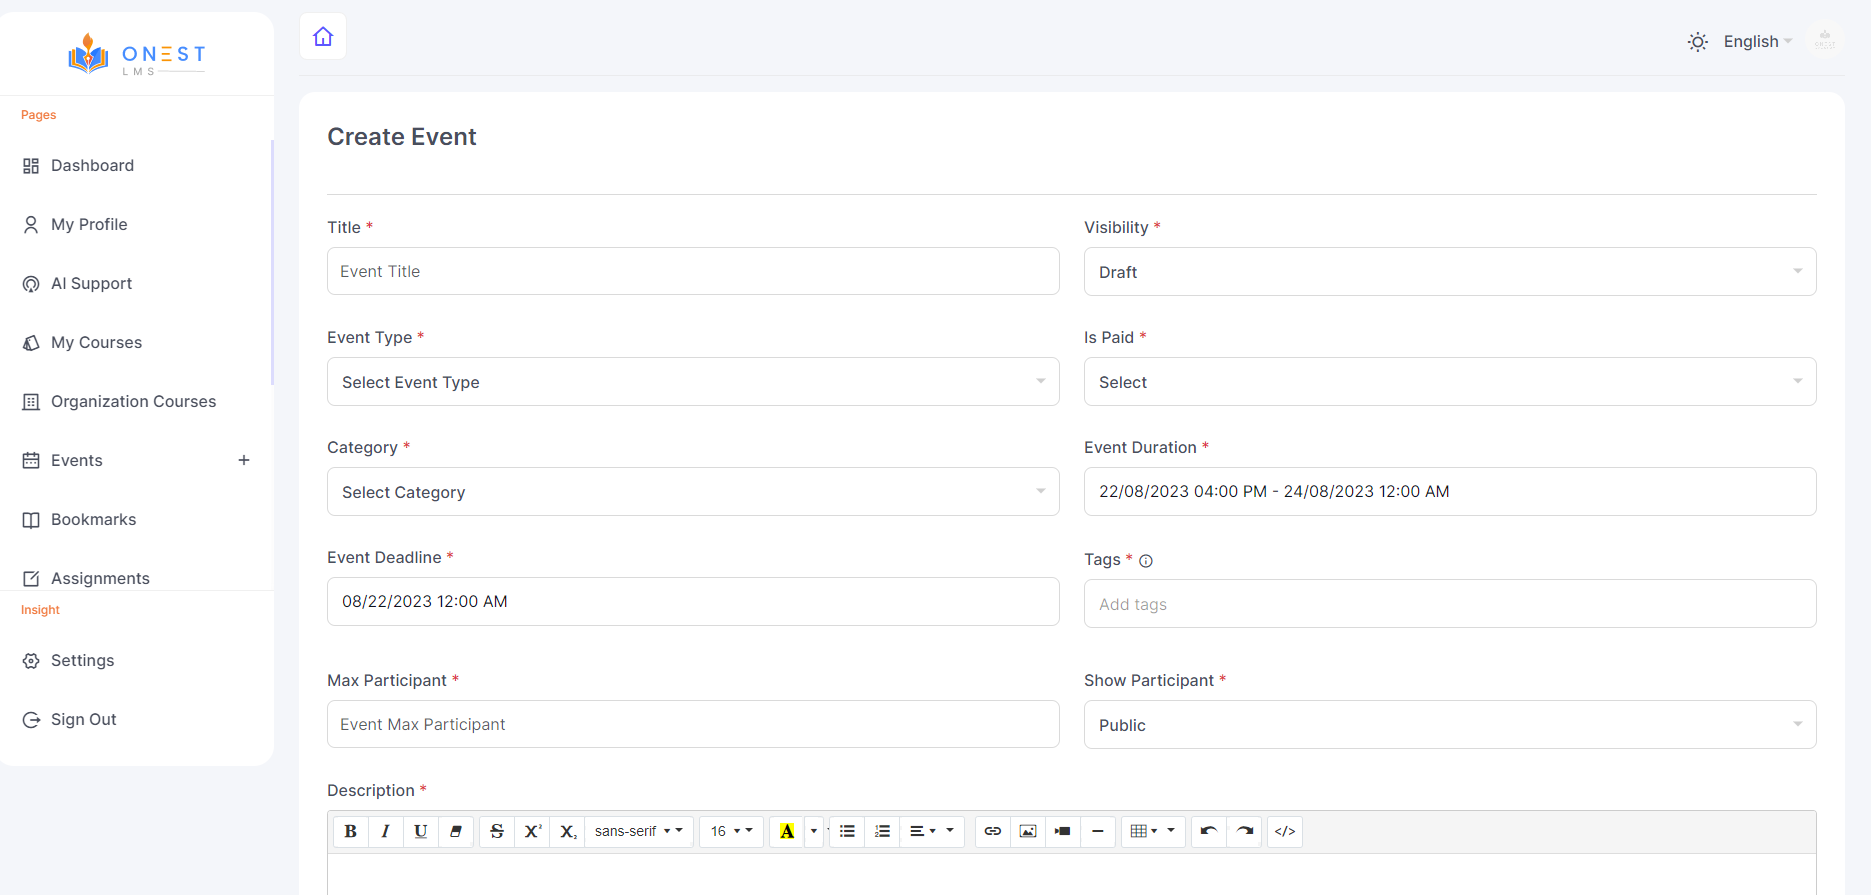 ONEST
LMS
English
Pages
Dashboard
My Profile
AI Support
My Courses
Organization Courses
Events +
Bookmarks
Assignments
Insight
Settings
Sign Out
Create Event
Title *
Event Title
Visibility *
Draft
Event Type *
Select Event Type
Is Paid *
Select
Category *
Select Category
Event Duration *
22/08/2023 04:00 PM - 24/08/2023 12:00 AM
Event Deadline *
08/22/2023 12:00 AM
Tags *
Add tags
Max Participant *
Event Max Participant
Show Participant *
Public
Description *
B I U S X² X₂ sans-serif 16 A </>